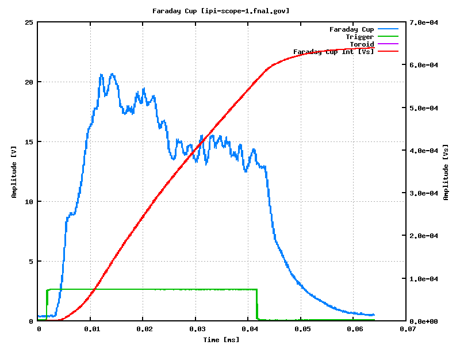 Faraday Cup [ipi-scope-1.fnal.gov]
25 7.0e-04
Faraday Cup
Trigger
Toroid
Faraday Cup Int [Vs]
20 6.0e-04
5.0e-04
15 4.0e-04
Amplitude [V] Amplitude [Vs]
10 3.0e-04
2.0e-04
5 1.0e-04
0 0.0e+00
0 0.01 0.02 0.03 0.04 0.05 0.06 0.07
Time [ms]